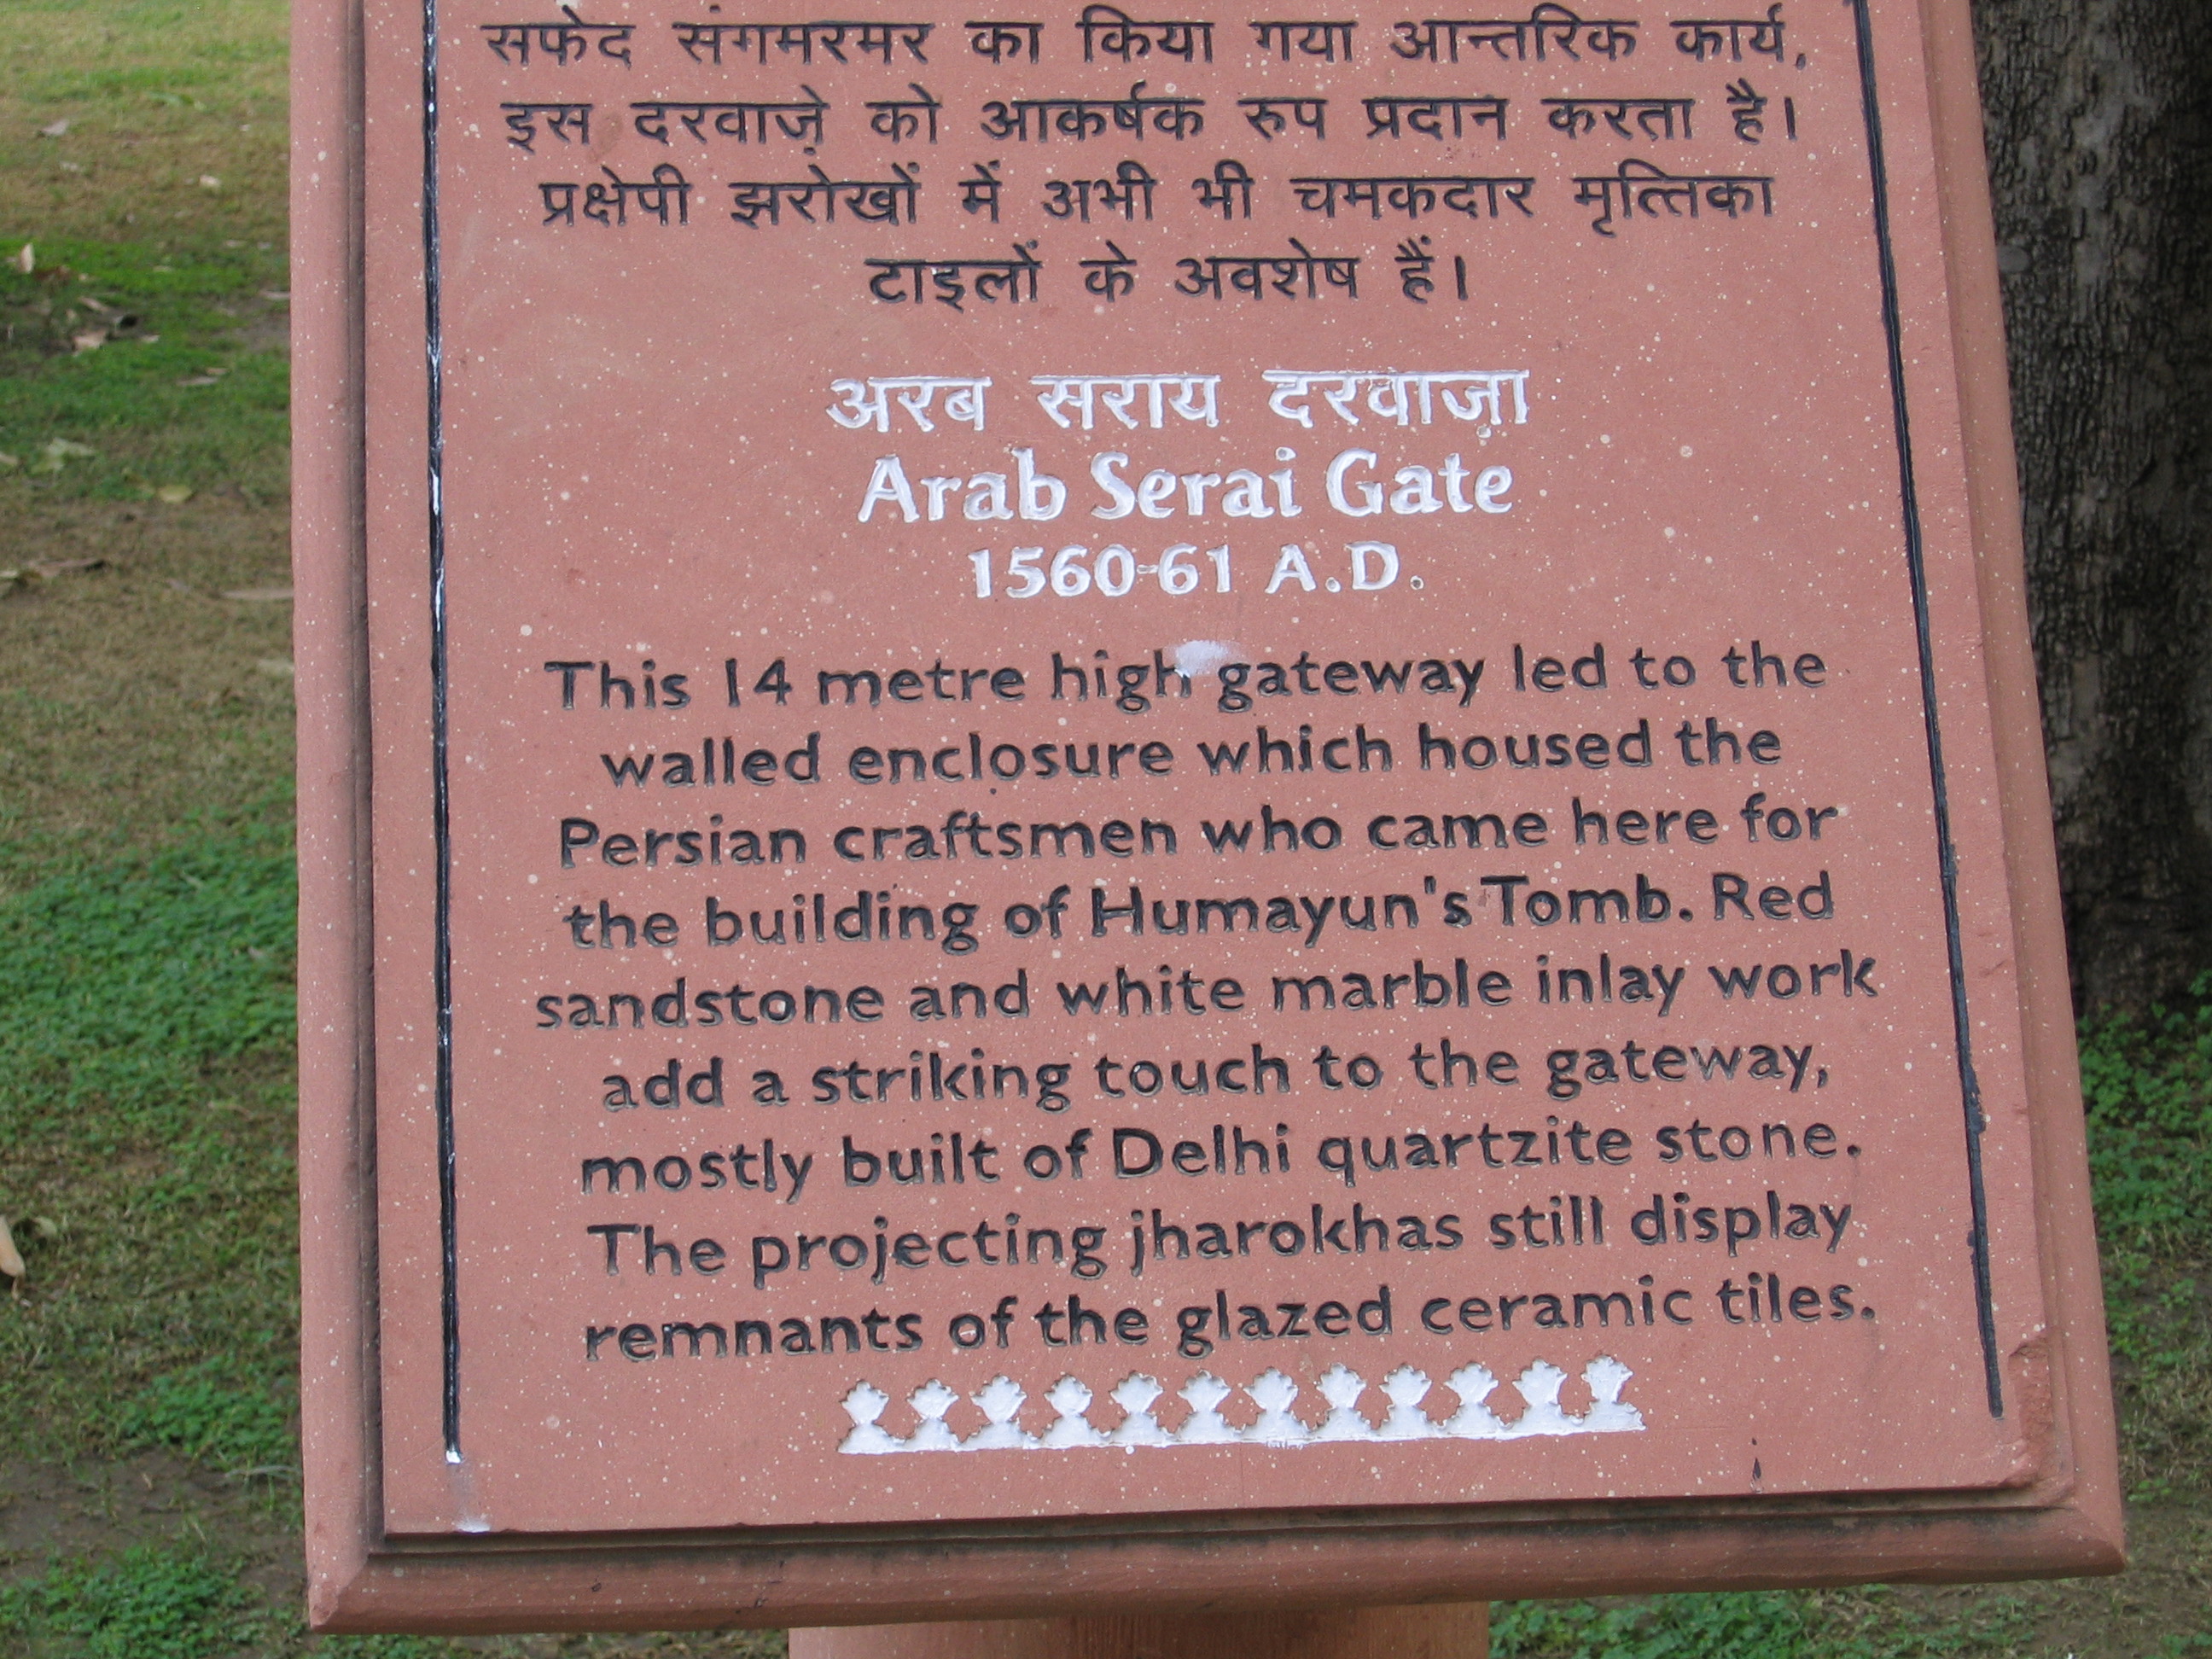 सफेद संगमरमर का किया गया आन्तरिक कार्य,
इस दरवाज़े को आकर्षक रुप प्रदान करता है।
प्रक्षेपी झरोखों में अभी भी चमकदार मृत्तिका
टाइलों के अवशेष हैं।
अरब सराय दरवाज़ा
Arab Serai Gate
1560-61 A.D.
This 14 metre high gateway led to the
walled enclosure which housed the
Persian craftsmen who came here for
the building of Humayun's Tomb. Red
sandstone and white marble inlay work
add a striking touch to the gateway,
mostly built of Delhi quartzite stone.
The projecting jharokhas still display
remnants of the glazed ceramic tiles.